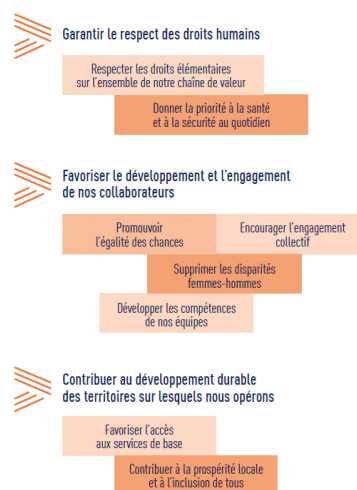 Garantir le respect des droits humains
Respecter les droits élémentaires
sur l'ensemble de notre chaîne de valeur
Donner la priorité à la santé
et à la sécurité au quotidien
Favoriser le développement et l'engagement
de nos collaborateurs
Promouvoir
l'égalité des chances
Encourager l'engagement
collectif
Supprimer les disparités
femmes-hommes
Développer les compétences
de nos équipes
Contribuer au développement durable
des territoires sur lesquels nous opérons
Favoriser l'accès
aux services de base
Contribuer à la prospérité locale
et à l'inclusion de tous